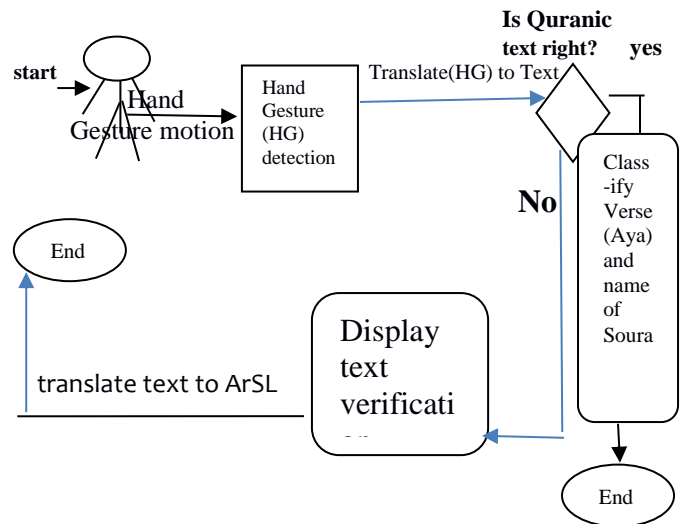 Is Quranic
text right? yes
start
Hand
Gesture motion
Hand
Gesture
(HG)
detection
Translate(HG) to Text
No
Class
-ify
Verse
(Aya)
and
name
of
Soura
End
Display
text
verificati
translate text to ArSL
End